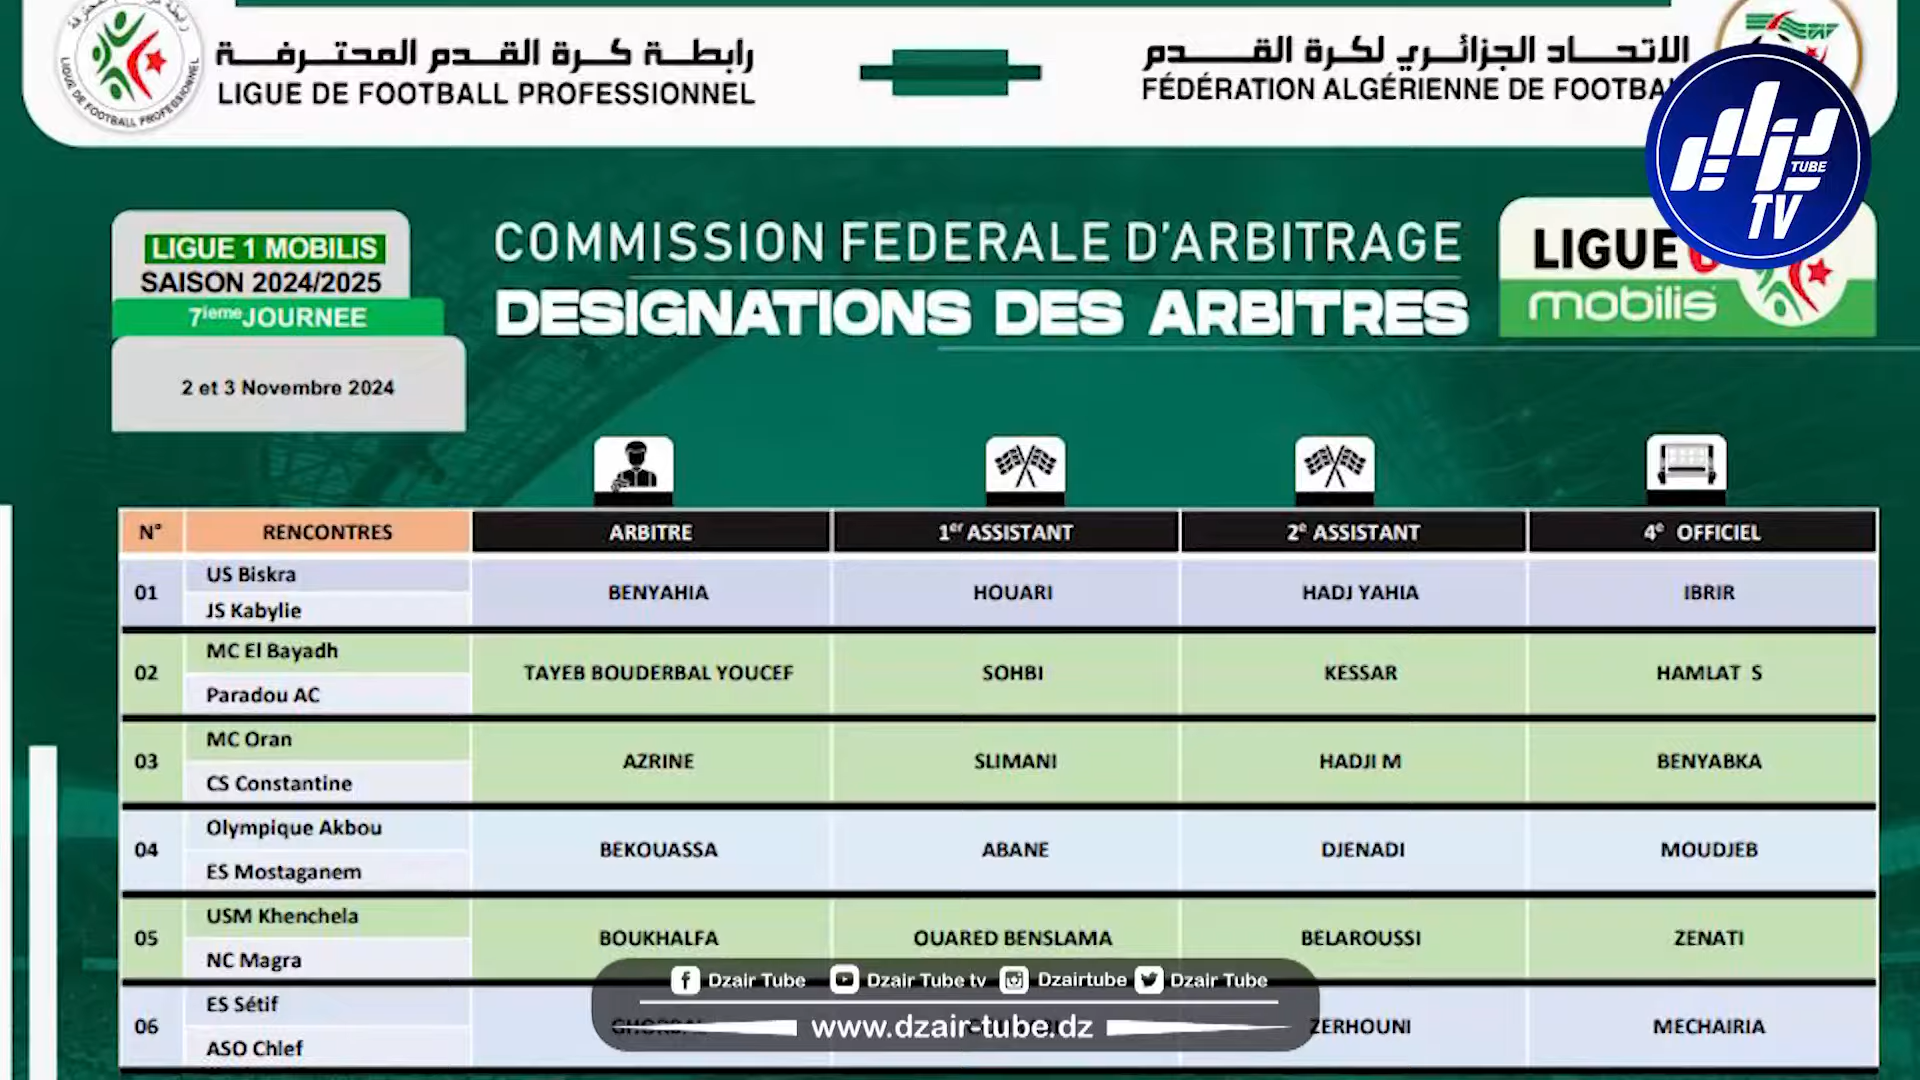 رابطة كرة القدم المحترفة
LIGUE DE FOOTBALL PROFESSIONNEL
الاتحاد الجزائري لكرة القدم
FÉDÉRATION ALGÉRIENNE DE
LIGUE DE FOOTBALL PROFESSIONNEL
TUBE
TV
LIGUE 1 MOBILIS
SAISON 2024/2025
7ieme JOURNEE
2 et 3 Novembre 2024
COMMISSION FEDERALE D'ARBITRAGE
DESIGNATIONS DES ARBITRES
LIGUE
mobilis
N° RENCONTRES ARBITRE 1er ASSISTANT 2e ASSISTANT 4e OFFICIEL
01 US Biskra BENYAHIA HOUARI HADJ YAHIA IBRIR
JS Kabylie
02 MC El Bayadh TAYEB BOUDERBAL YOUCEF SOHBI KESSAR HAMLAT S
Paradou AC
03 MC Oran AZRINE SLIMANI HADJI M BENYABKA
CS Constantine
04 Olympique Akbou BEKOUASSA ABANE DJENADI MOUDJEB
ES Mostaganem
05 USM Khenchela BOUKHALFA OUARED BENSLAMA BELAROUSSI ZENATI
NC Magra
06 ES Sétif ZERHOUNI MECHAIRIA
ASO Chlef
Dzair Tube Dzair Tube tv Dzairtube Dzair Tube
www.dzair-tube.dz